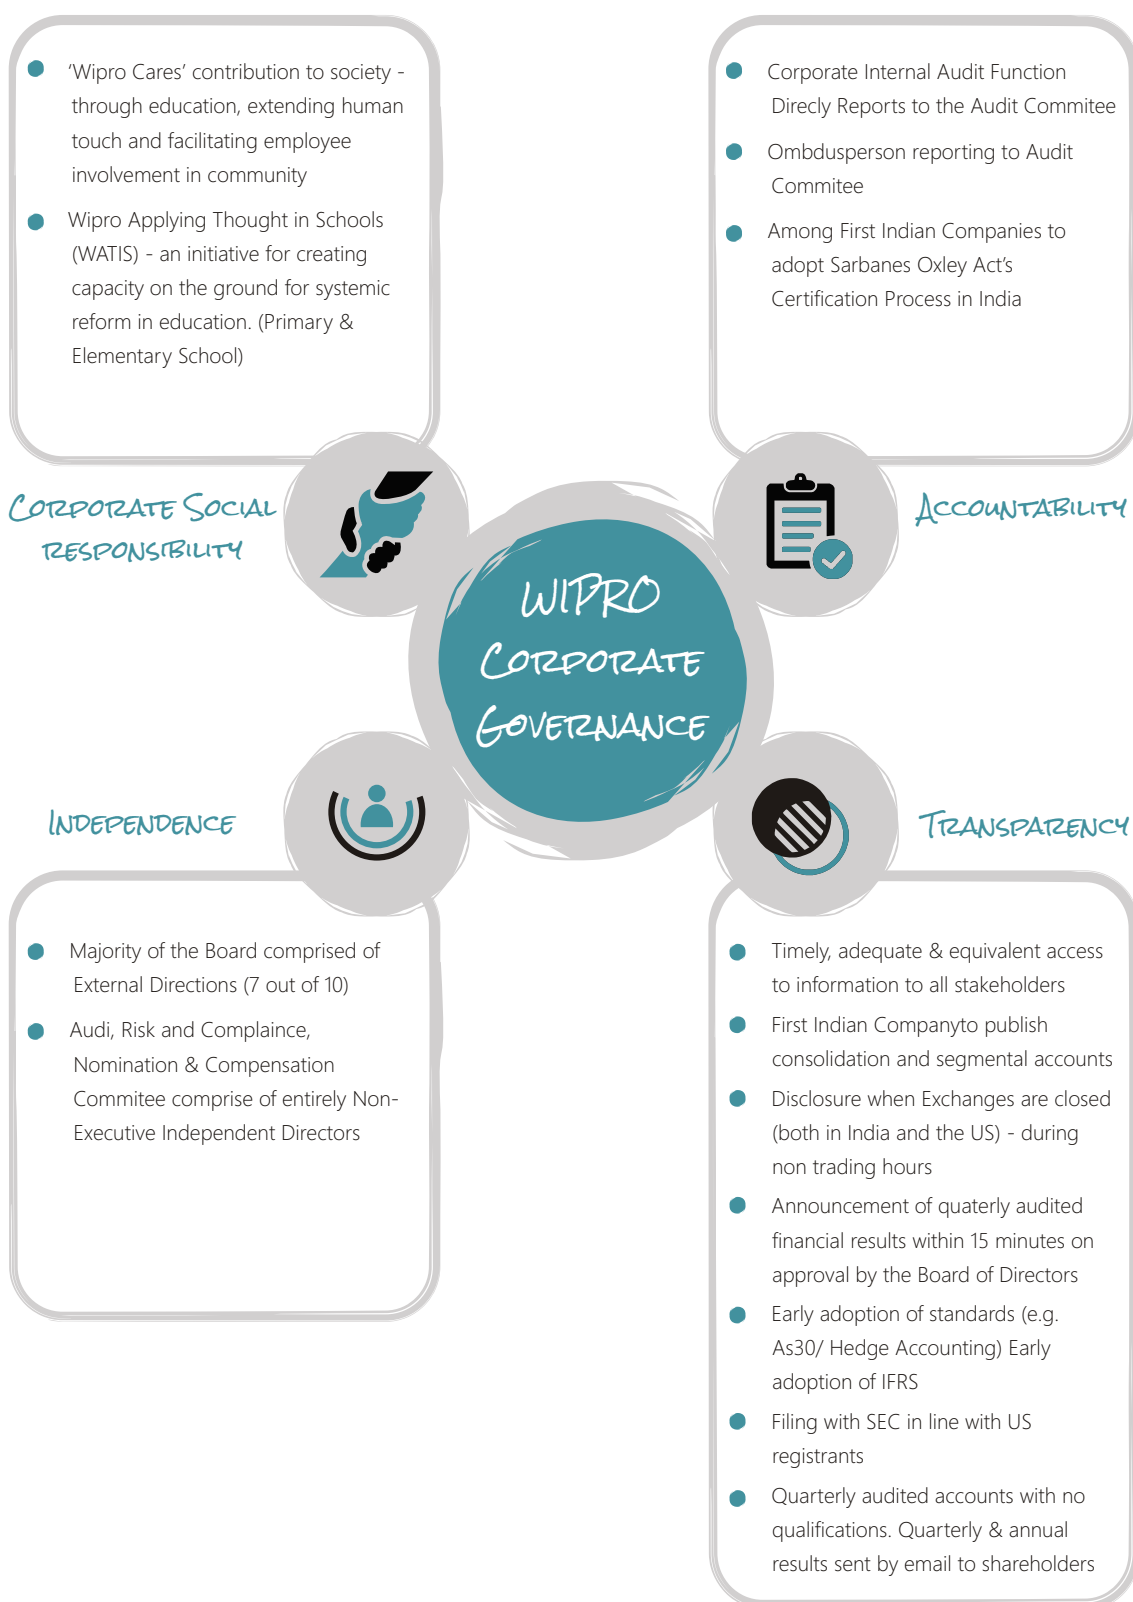 ‘Wipro Cares’ contribution to society -
through education, extending human
touch and facilitating employee
involvement in community
Wipro Applying Thought in Schools
(WATIS) - an initiative for creating
capacity on the ground for systemic
reform in education. (Primary &
Elementary School)
Corporate Internal Audit Function
Direcly Reports to the Audit Commitee
Ombdusperson reporting to Audit
Commitee
Among First Indian Companies to
adopt Sarbanes Oxley Act’s
Certification Process in India
Corporate Social
responsibility
Accountability
WIPRO
Corporate
Governance
Independence
Transparency
Majority of the Board comprised of
External Directions (7 out of 10)
Audi, Risk and Complaince,
Nomination & Compensation
Commitee comprise of entirely Non-
Executive Independent Directors
Timely, adequate & equivalent access
to information to all stakeholders
First Indian Companyto publish
consolidation and segmental accounts
Disclosure when Exchanges are closed
(both in India and the US) - during
non trading hours
Announcement of quaterly audited
financial results within 15 minutes on
approval by the Board of Directors
Early adoption of standards (e.g.
As30/ Hedge Accounting) Early
adoption of IFRS
Filing with SEC in line with US
registrants
Quarterly audited accounts with no
qualifications. Quarterly & annual
results sent by email to shareholders